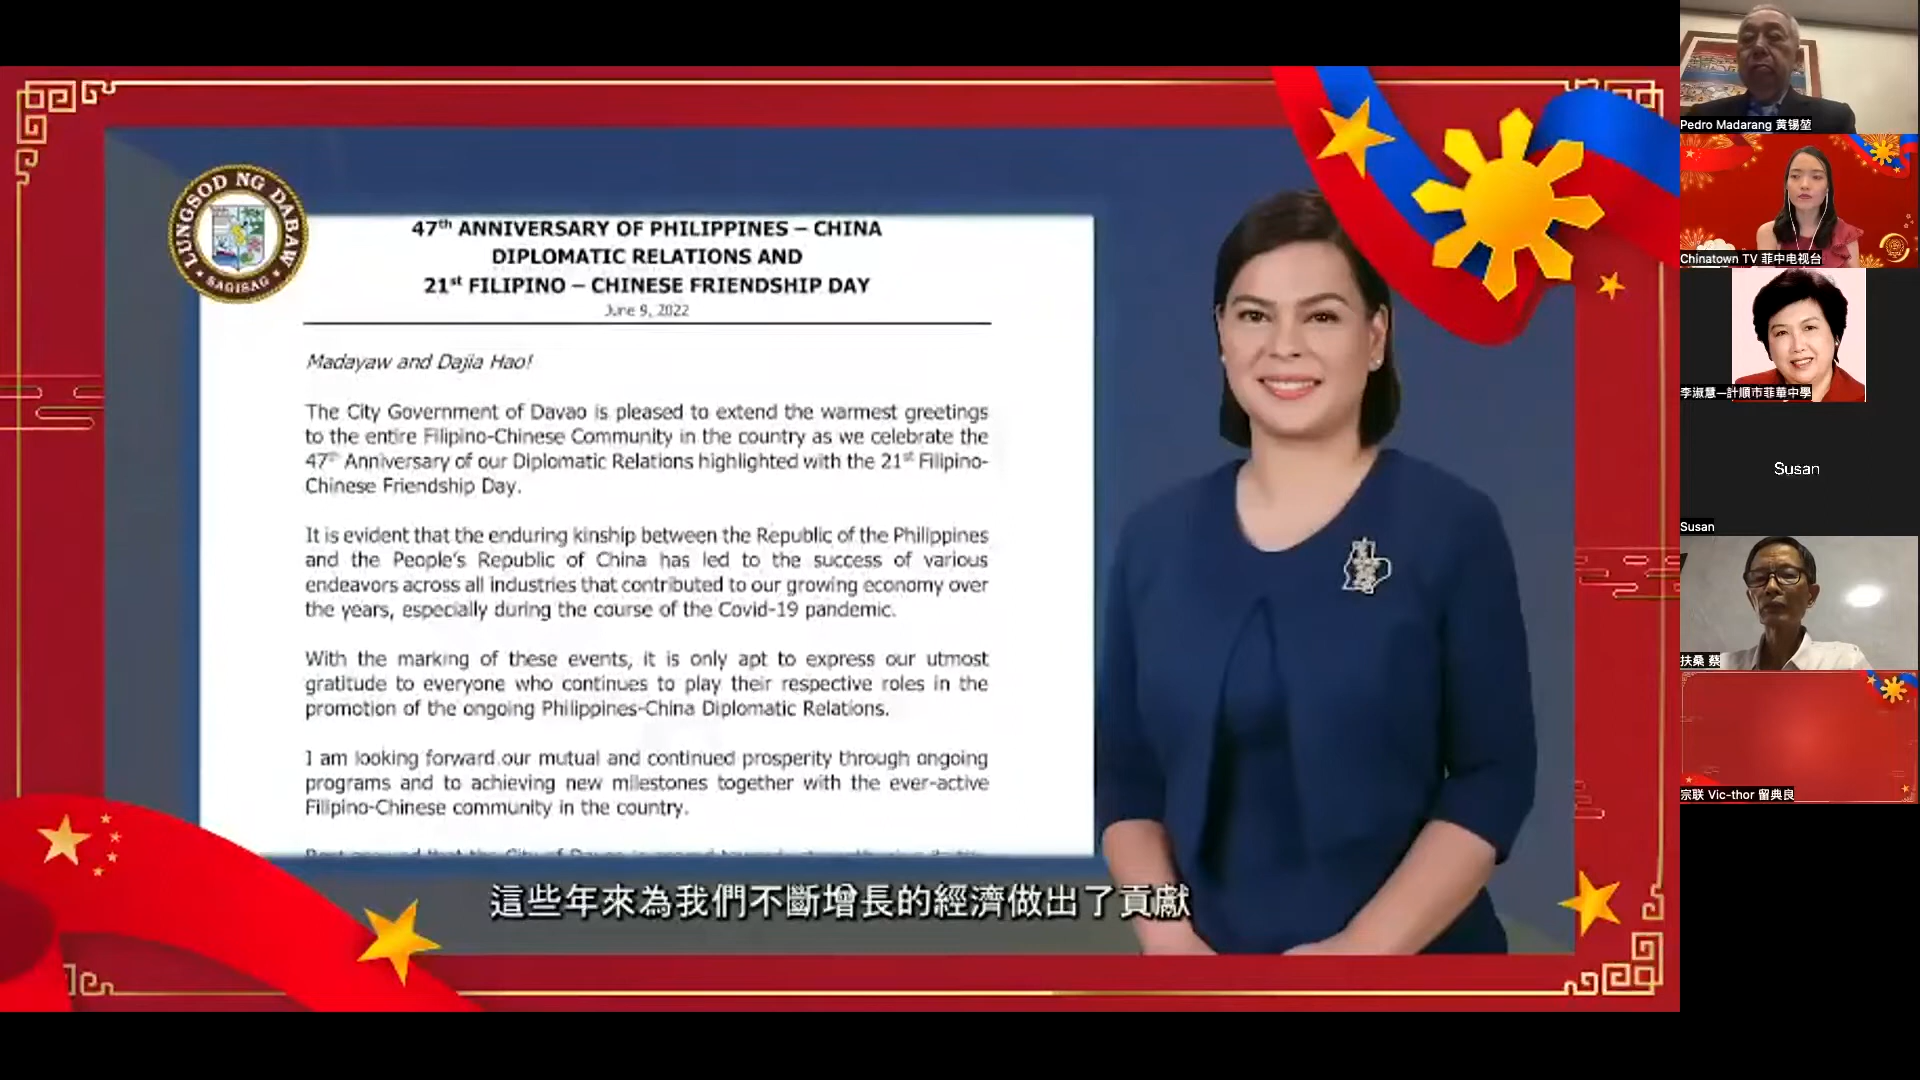 LUNGSOD NG DABAW
SAGISAG
47th ANNIVERSARY OF PHILIPPINES – CHINA
DIPLOMATIC RELATIONS AND
21st FILIPINO – CHINESE FRIENDSHIP DAY
June 9, 2022
Madayaw and Dajia Hao!
The City Government of Davao is pleased to extend the warmest greetings
to the entire Filipino-Chinese Community in the country as we celebrate the
47th Anniversary of our Diplomatic Relations highlighted with the 21st Filipino-
Chinese Friendship Day.
It is evident that the enduring kinship between the Republic of the Philippines
and the People's Republic of China has led to the success of various
endeavors across all industries that contributed to our growing economy over
the years, especially during the course of the Covid-19 pandemic.
With the marking of these events, it is only apt to express our utmost
gratitude to everyone who continues to play their respective roles in the
promotion of the ongoing Philippines-China Diplomatic Relations.
I am looking forward our mutual and continued prosperity through ongoing
programs and to achieving new milestones together with the ever-active
Filipino-Chinese community in the country.
這些年來為我們不斷增長的經濟做出了貢獻
Pedro Madarang 黄锡堃
Chinatown TV 菲中电视台
李淑慧—計順市菲華中學
Susan
Susan
扶桑 蔡
宗联 Vic-thor 留典良